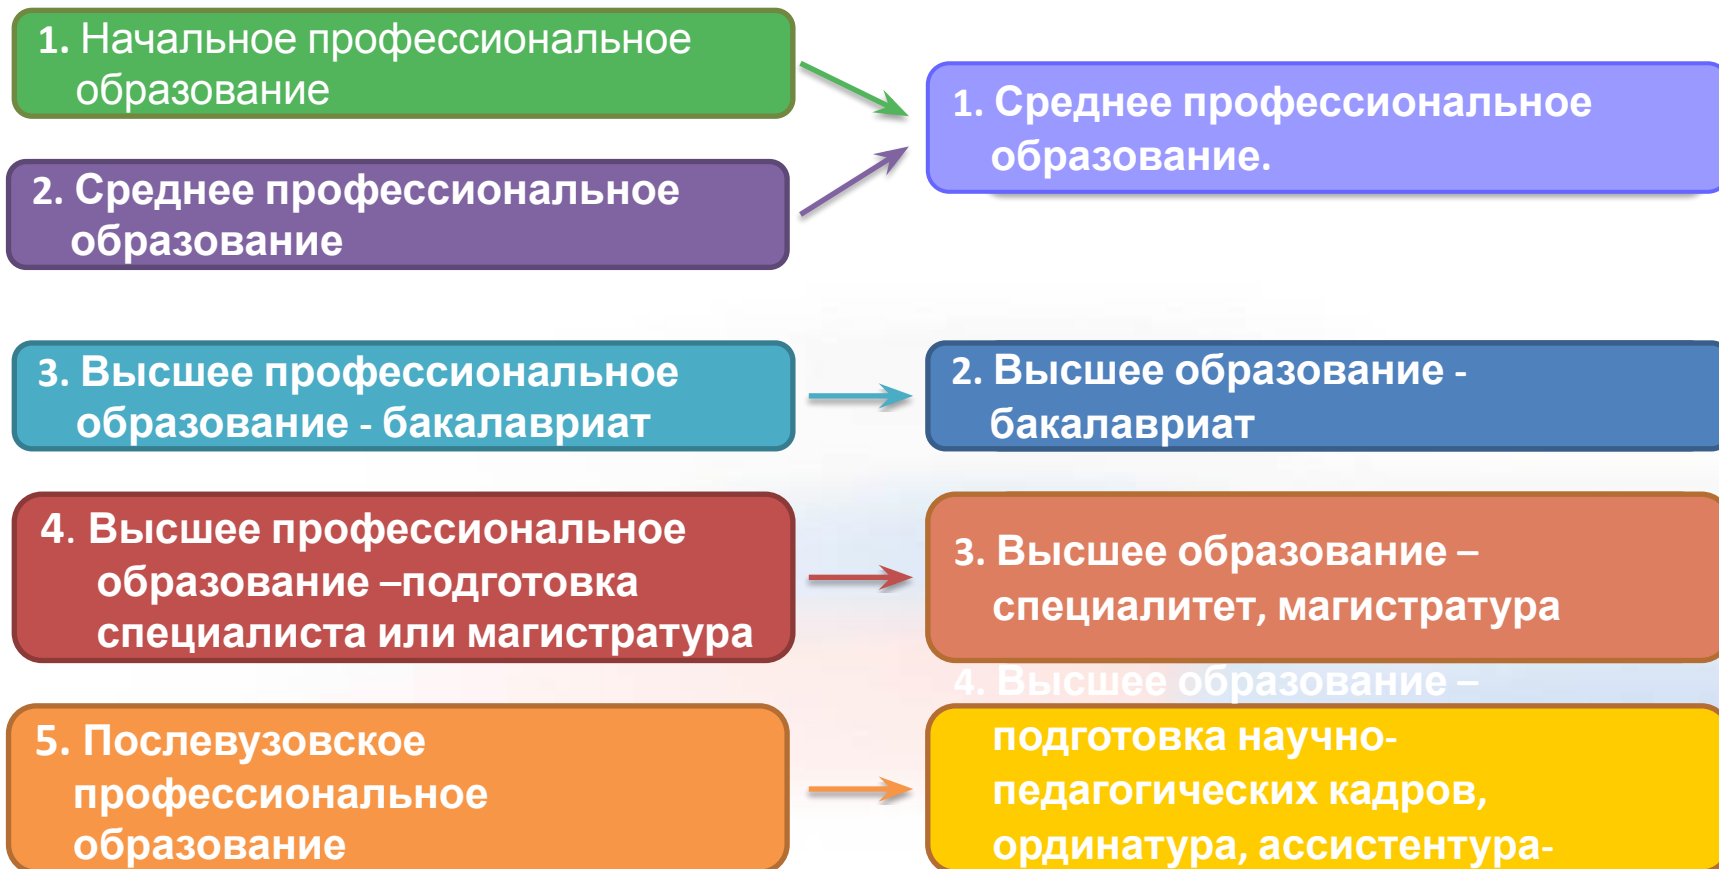 1. Начальное профессиональное
образование
2. Среднее профессиональное
образование
3. Высшее профессиональное
образование - бакалавриат
4. Высшее профессиональное
образование –подготовка
специалиста или магистратура
5. Послевузовское
профессиональное
образование
1. Среднее профессиональное
образование.
2. Высшее образование -
бакалавриат
3. Высшее образование –
специалитет, магистратура
4. Высшее образование –
подготовка научно-
педагогических кадров,
ординатура, ассистентура-